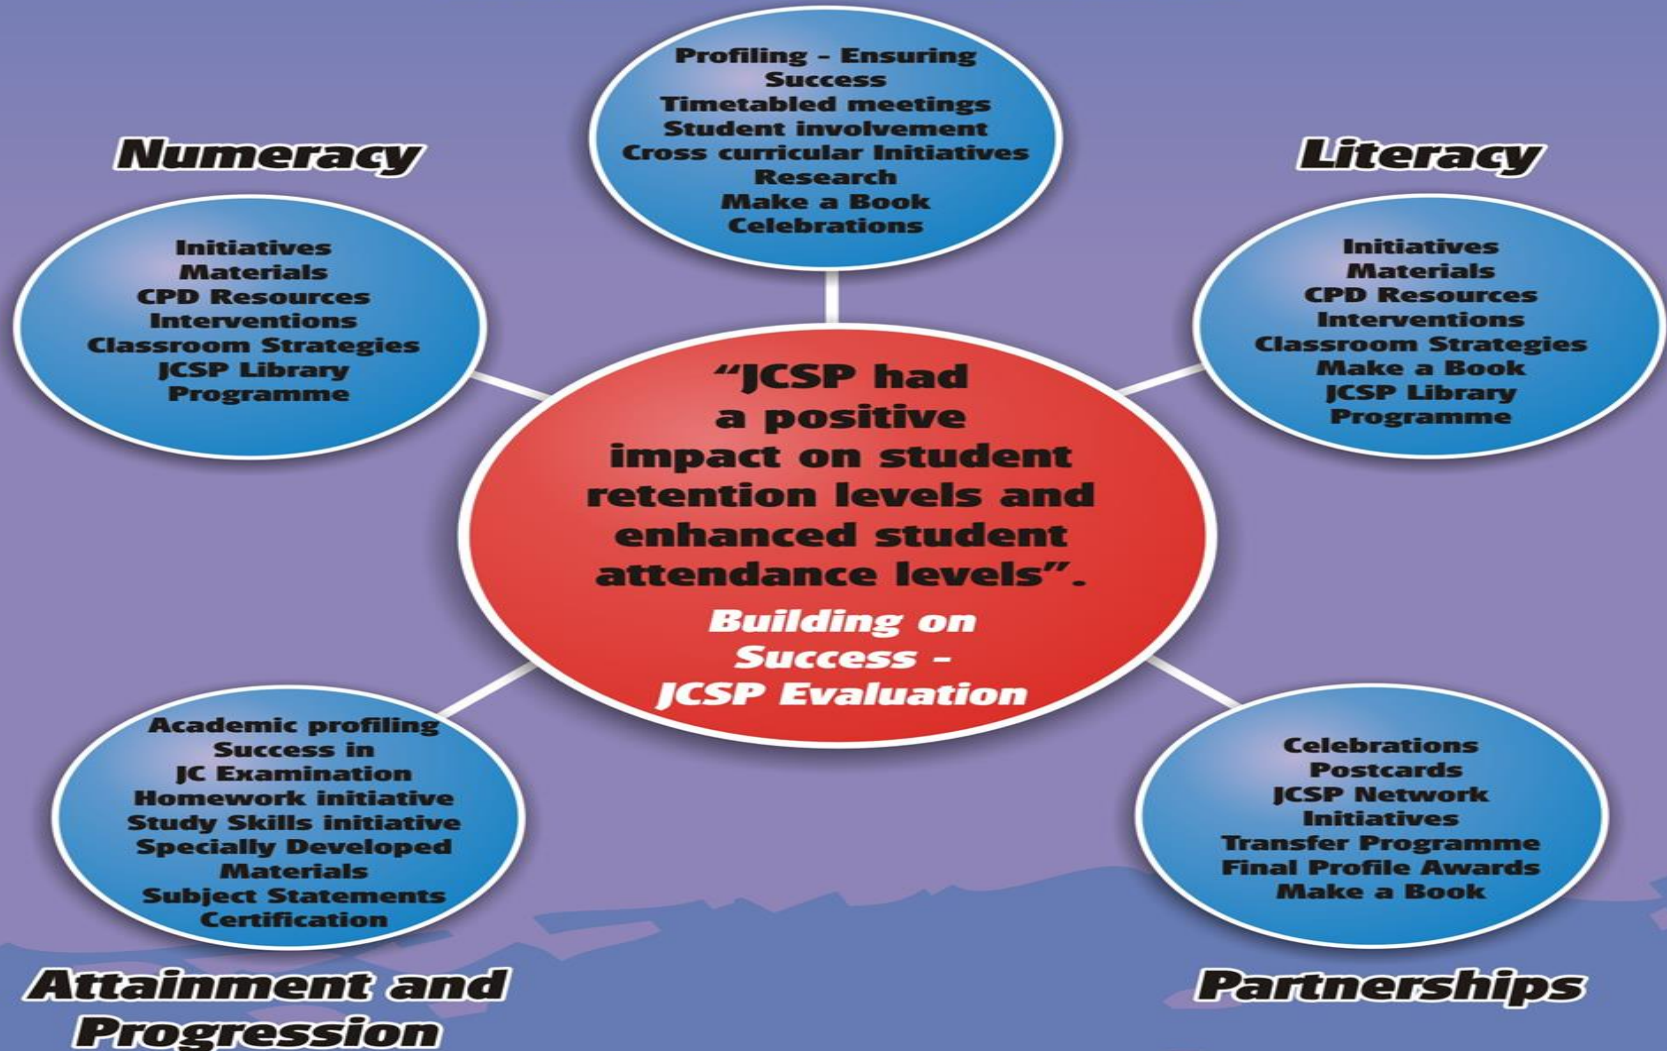 Profiling - Ensuring
Success
Timetabled meetings
Student involvement
Cross curricular Initiatives
Research
Make a Book
Celebrations
Numeracy
Initiatives
Materials
CPD Resources
Interventions
Classroom Strategies
JCSP Library
Programme
Literacy
Initiatives
Materials
CPD Resources
Interventions
Classroom Strategies
Make a Book
JCSP Library
Programme
“JCSP had
a positive
impact on student
retention levels and
enhanced student
attendance levels”.
Building on
Success -
JCSP Evaluation
Academic profiling
Success in
JC Examination
Homework initiative
Study Skills initiative
Specially Developed
Materials
Subject Statements
Certification
Attainment and
Progression
Celebrations
Postcards
JCSP Network
Initiatives
Transfer Programme
Final Profile Awards
Make a Book
Partnerships